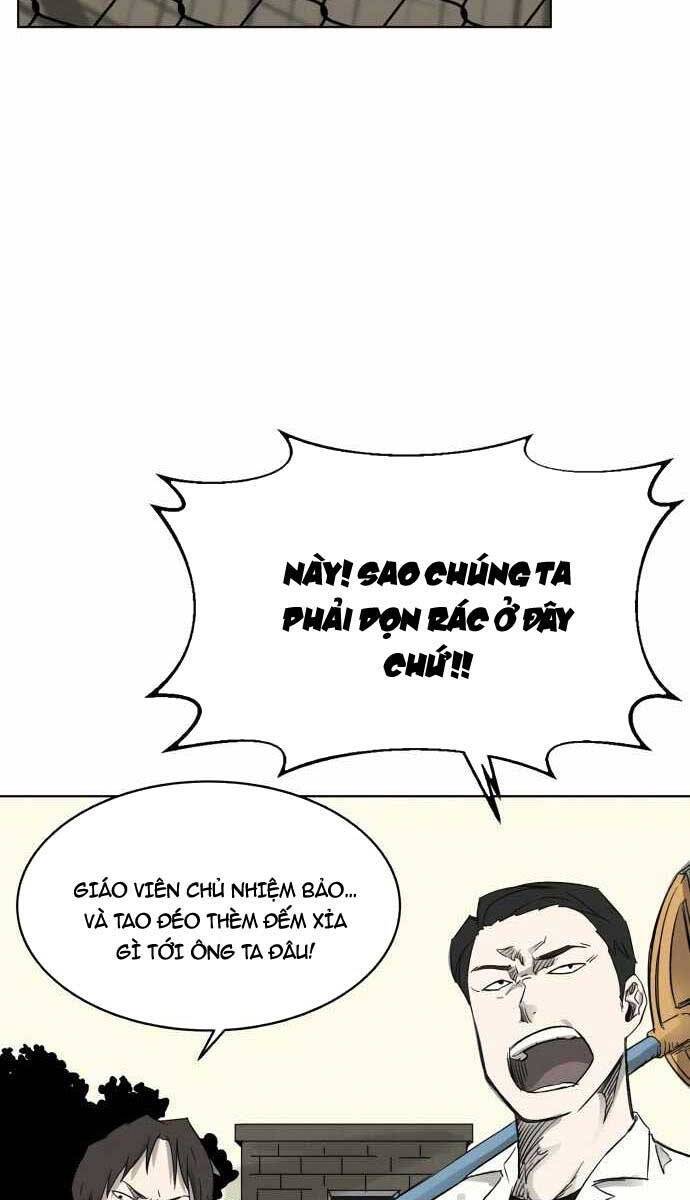 NÀY! SAO CHÚNG TA
PHẢI DỌN RÁC Ở ĐÂY
CHỨ!!
GIÁO VIÊN CHỦ NHIỆM BẢO...
VÀ TAO ĐÉO THÈM ĐẾM XỈA
GÌ TỚI ÔNG TA ĐÂU!